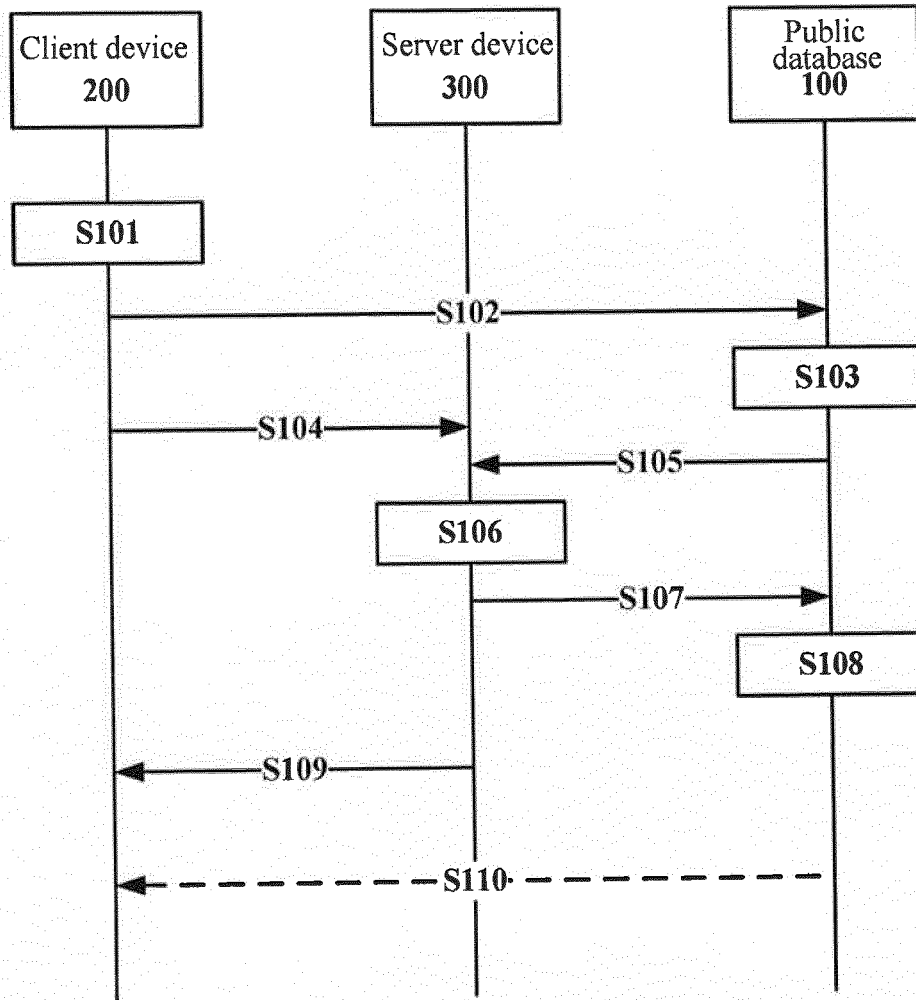 Client device
200
Server device
300
Public
database
100
S101
S102
S103
S104
S105
S106
S107
S108
S109
S110